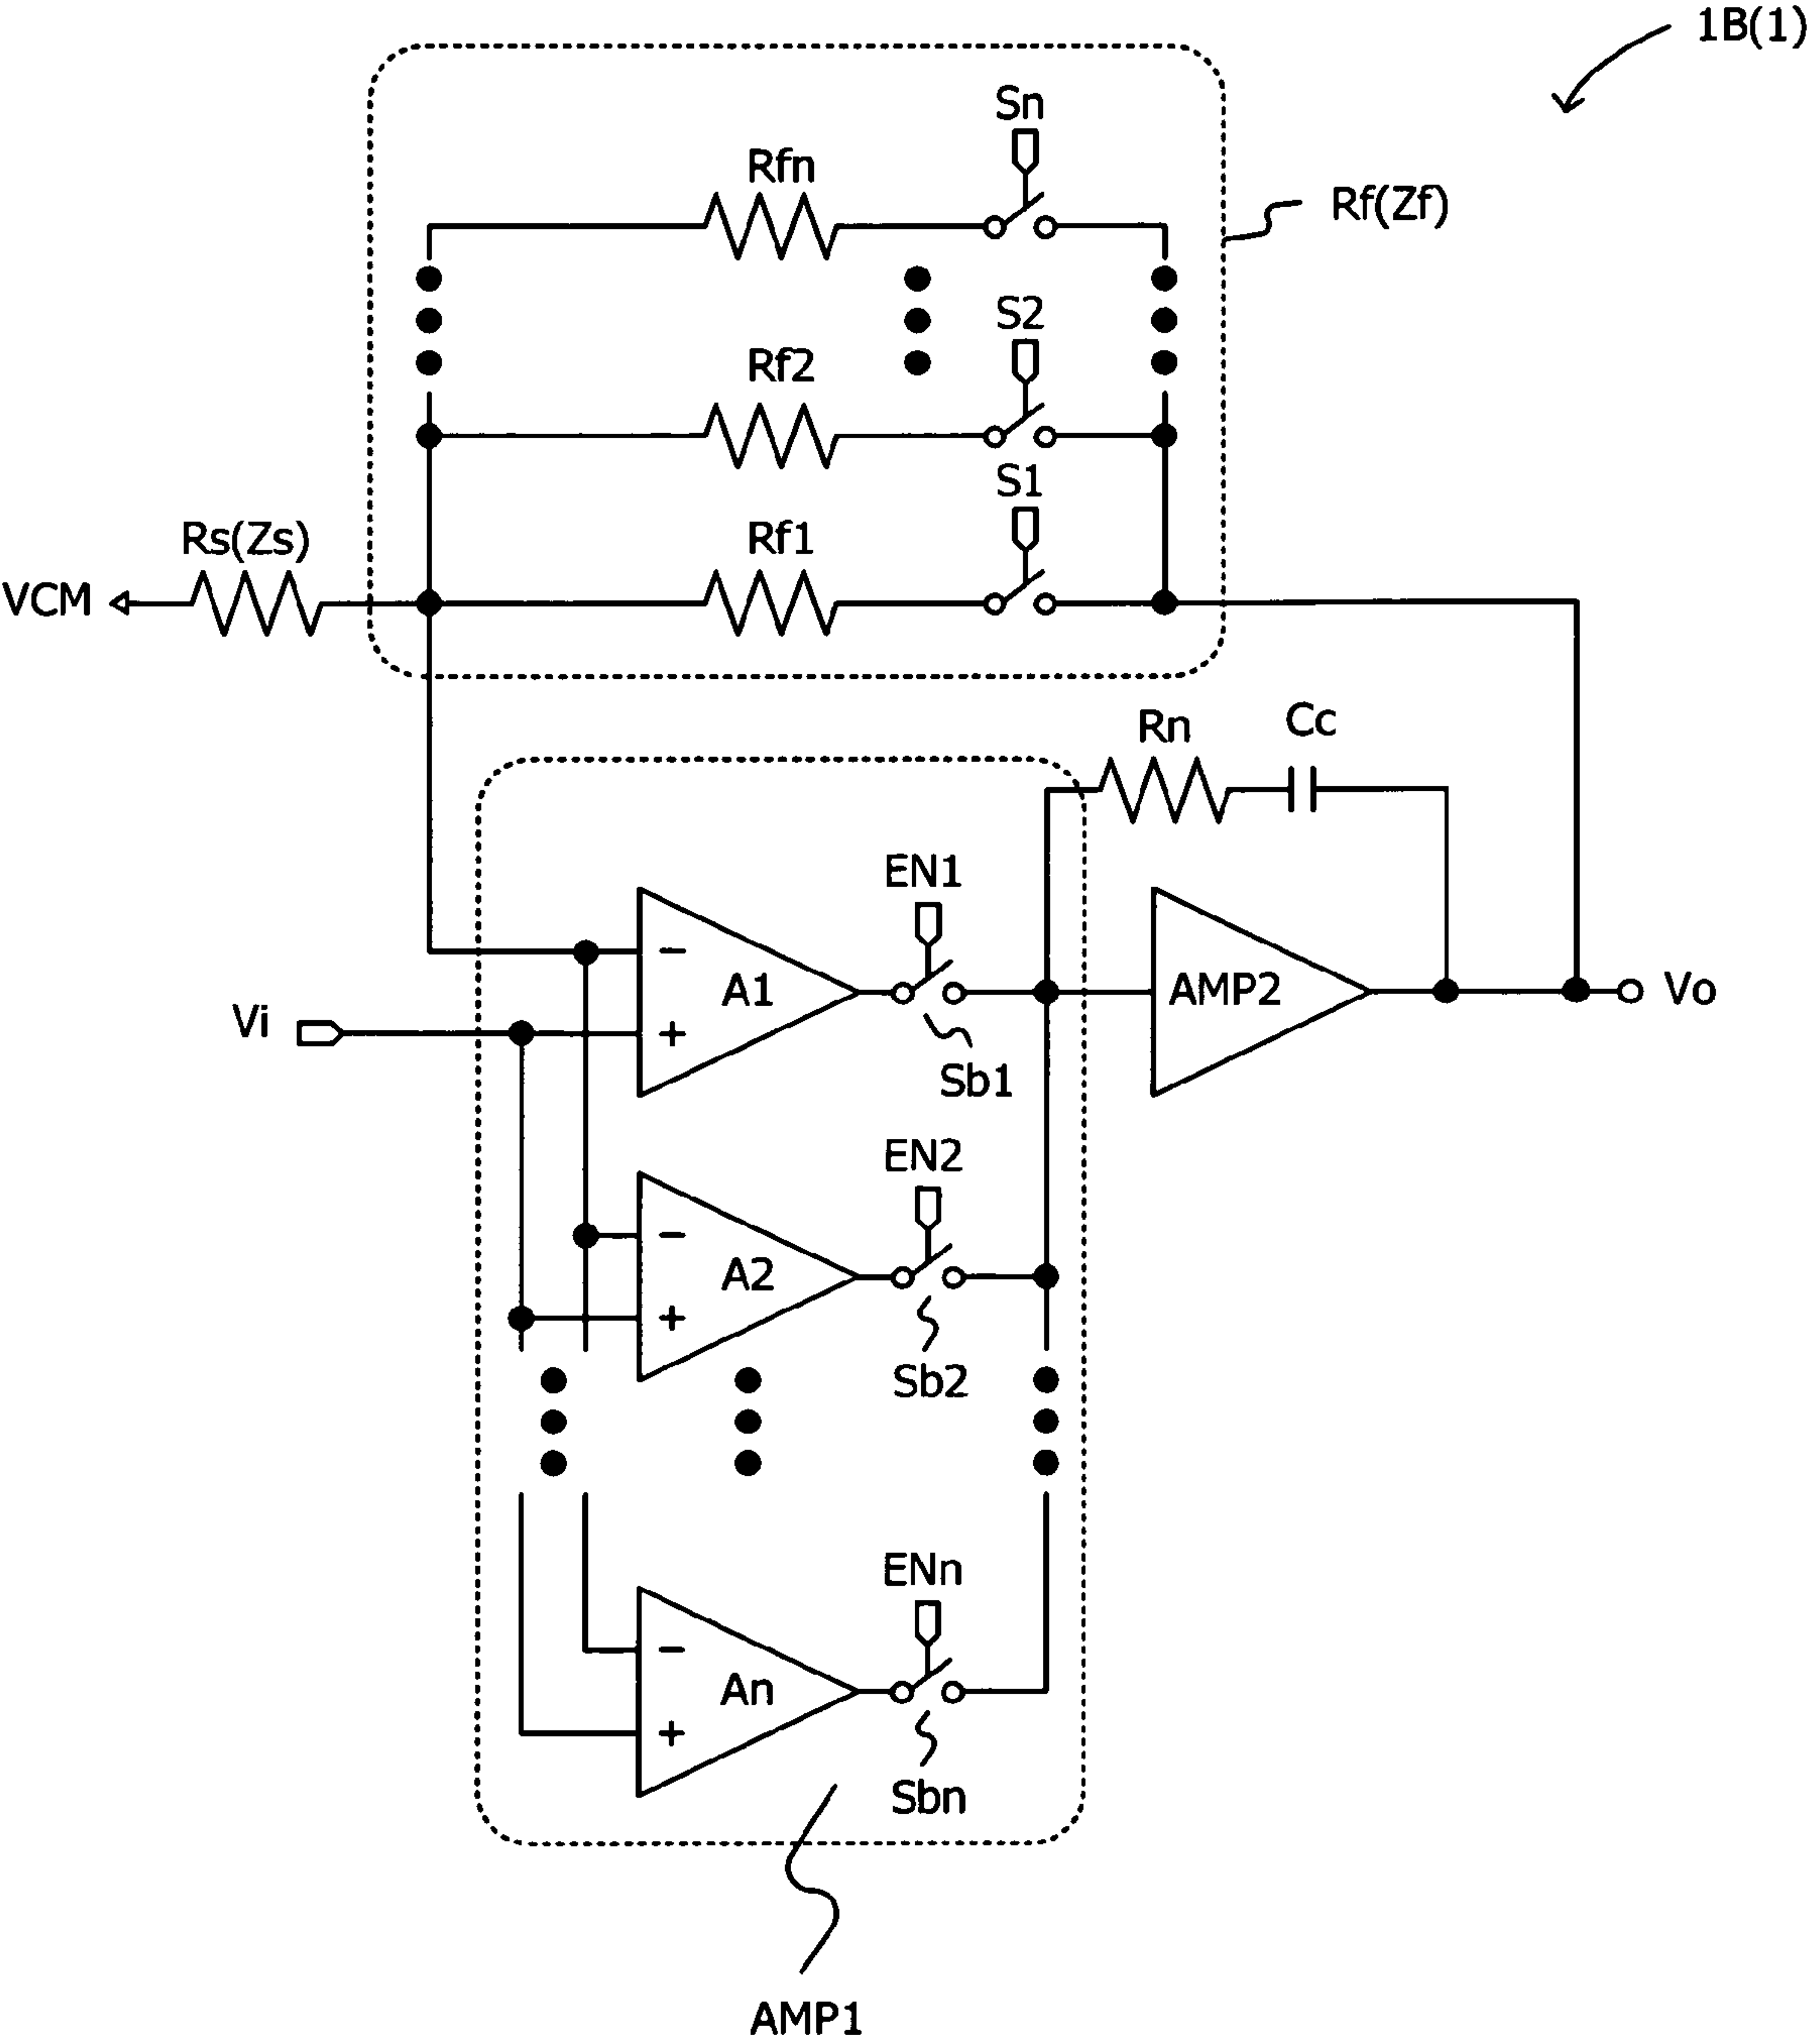 1B(1)
Sn
Rfn
Rf(Zf)
S2
Rf2
S1
Rs(Zs)
Rf1
VCM
Rn
Cc
EN1
−
A1
AMP2
Vo
Vi
+
Sb1
EN2
−
A2
+
Sb2
ENn
−
An
+
Sbn
AMP1